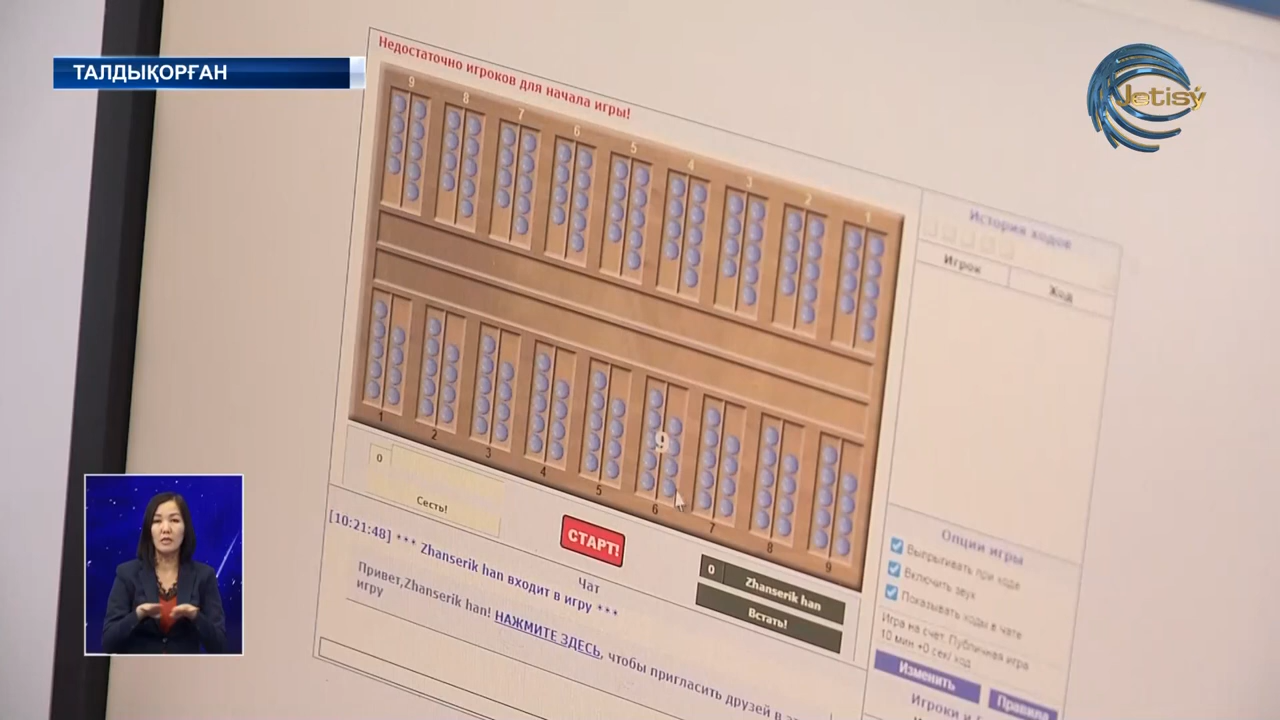 ТАЛДЫҚОРҒАН
Jetisý
Недостаточно игроков для начала игры!
9 8 7 6 5 4 3 2 1
История ходов
Игрок Ход
9
1 2 3 4 5 6 7 8 9
0
Сесть!
СТАРТ!
0 Zhanserik han
Встать!
Чат
[10:21:48] *** Zhanserik han входит в игру ***
Привет,Zhanserik han! НАЖМИТЕ ЗДЕСЬ, чтобы пригласить друзей в
игру
Опции игры
Выпрыгивать при ходе
Включить звук
Показывать ходы в чате
Игра на счет. Публичная игра
10 мин +0 сек/ ход
Изменить Правила
Игроки и